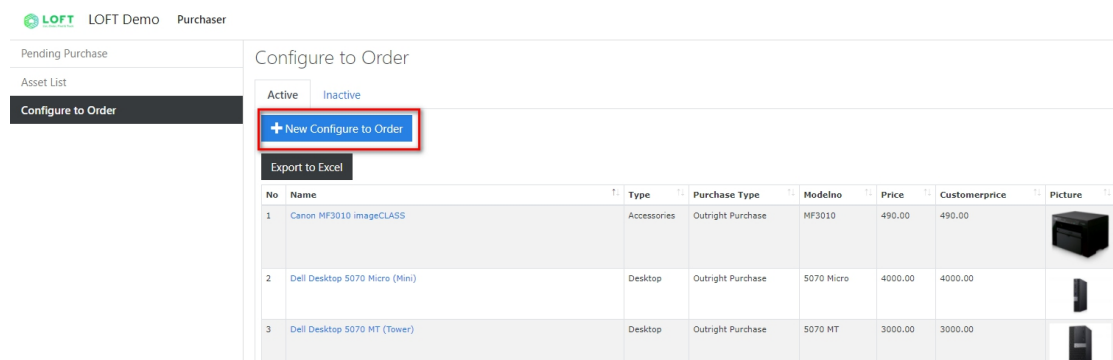 LOFT LOFT Demo Purchaser
Pending Purchase
Asset List
Configure to Order
Configure to Order
Active Inactive
New Configure to Order
Export to Excel
No Name Type Purchase Type Modelno Price Customerprice Picture
1 Canon MF3010 imageCLASS Accessories Outright Purchase MF3010 490.00 490.00
2 Dell Desktop 5070 Micro (Mini) Desktop Outright Purchase 5070 Micro 4000.00 4000.00
3 Dell Desktop 5070 MT (Tower) Desktop Outright Purchase 5070 MT 3000.00 3000.00